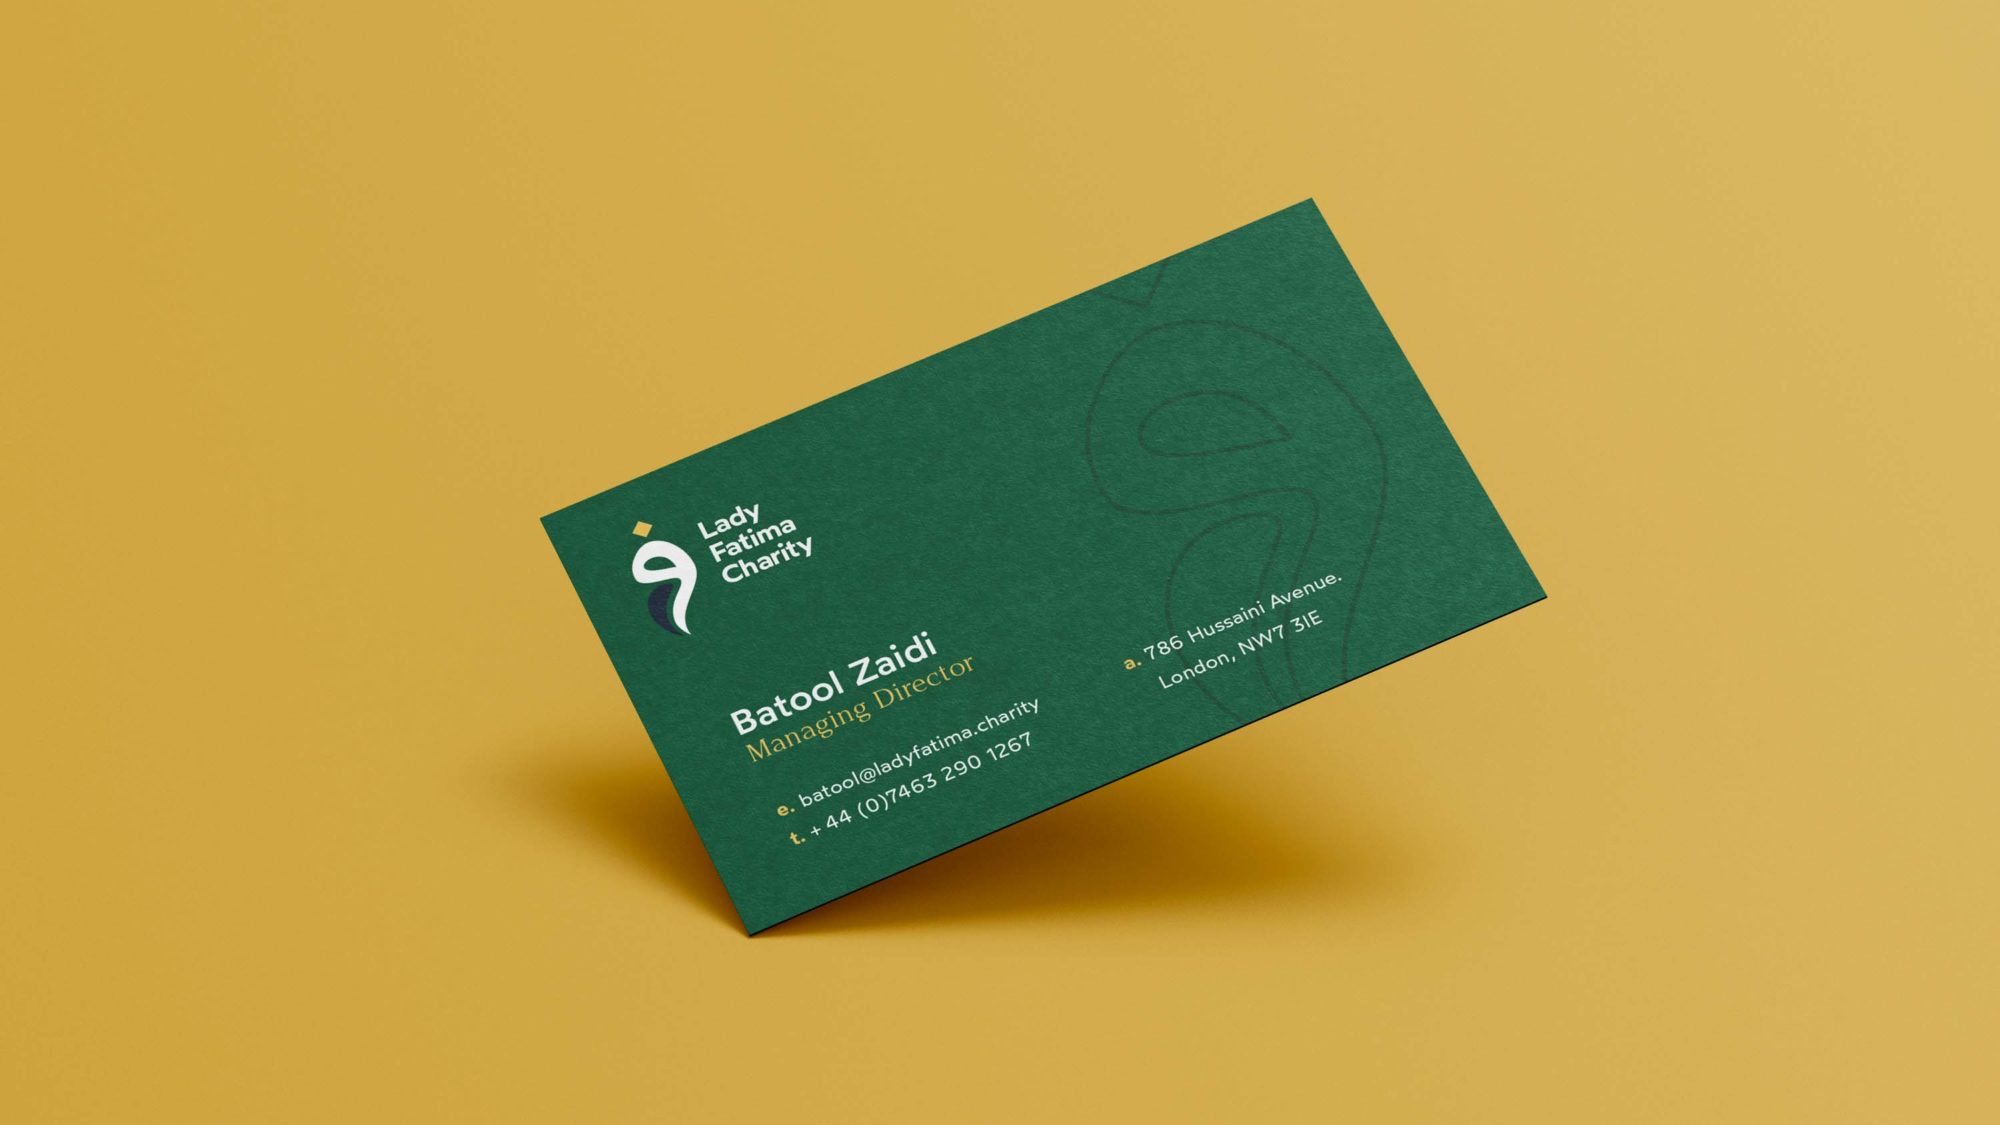 Lady
Fatima
Charity
Batool Zaidi
Managing Director
e. batool@ladyfatima.charity
t. + 44 (0)7463 290 1267
a. 786 Hussaini Avenue.
London, NW7 3IE